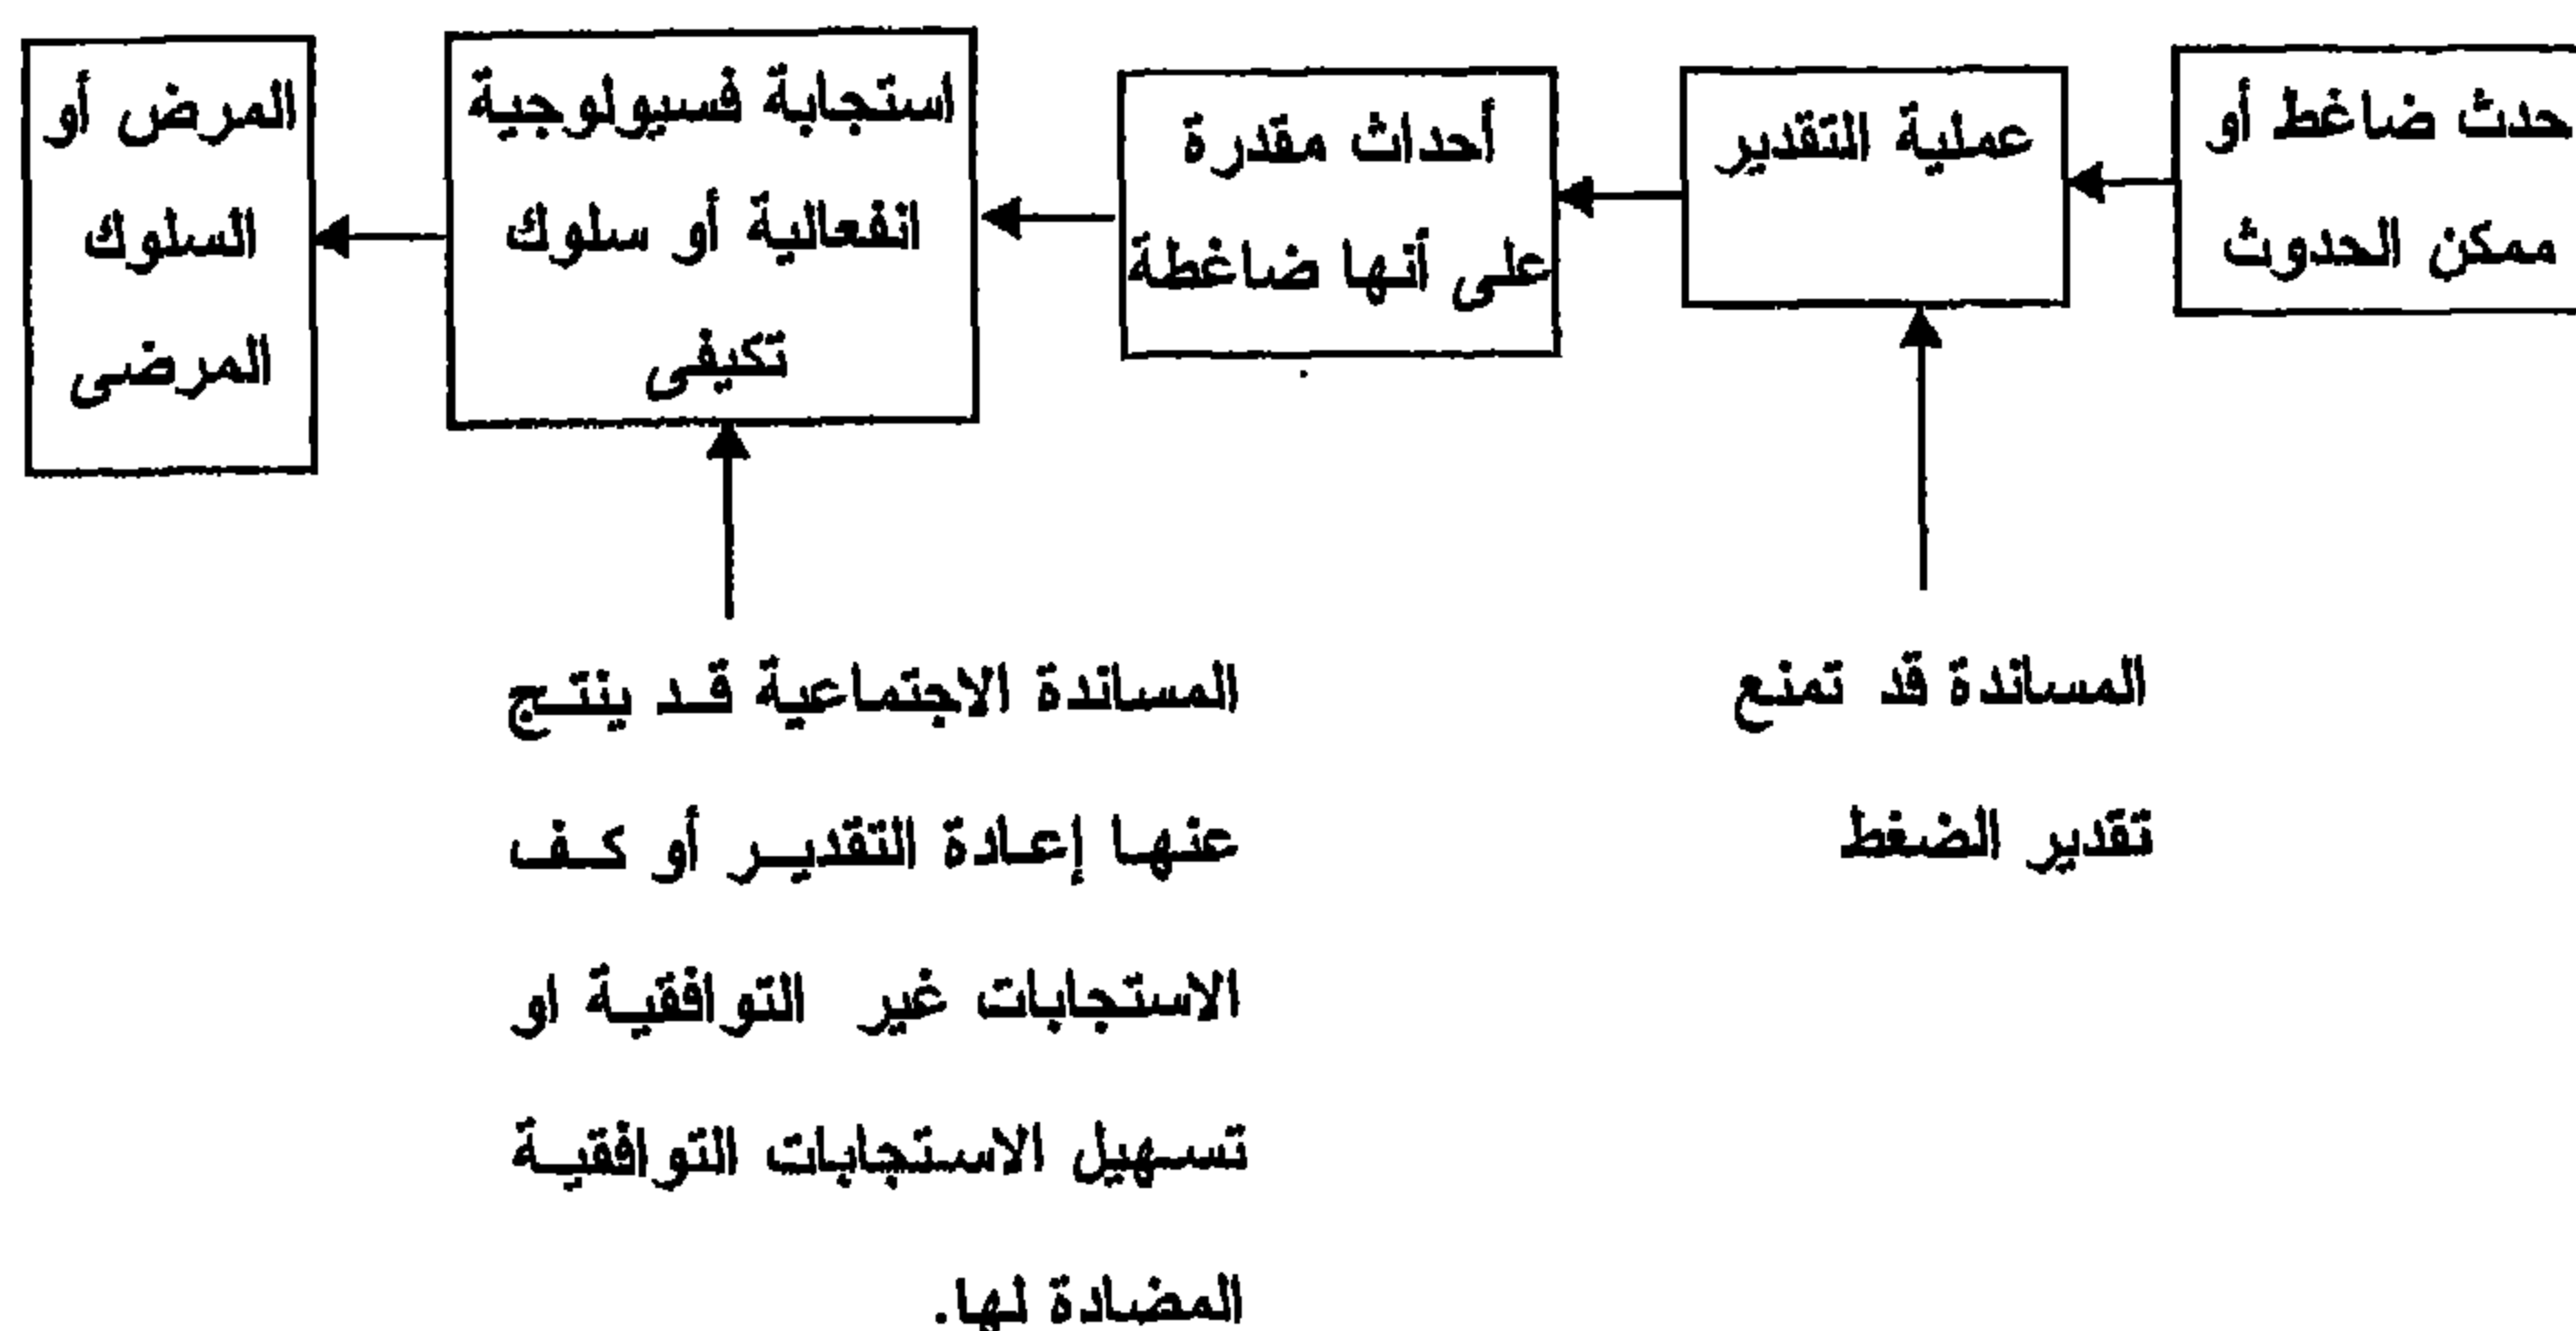 حدث ضاغط أو
ممكن الحدوث
عملية التقدير
أحداث مقدرة
على أنها ضاغطة
استجابة فسيولوجية
انفعالية أو سلوك
تكيفى
المرض أو
السلوك
المرضى
المساندة قد تمنع
تقدير الضغط
المساندة الاجتماعية قد ينتج
عنها إعادة التقدير أو كف
الاستجابات غير التوافقية او
تسهيل الاستجابات التوافقية
المضادة لها.